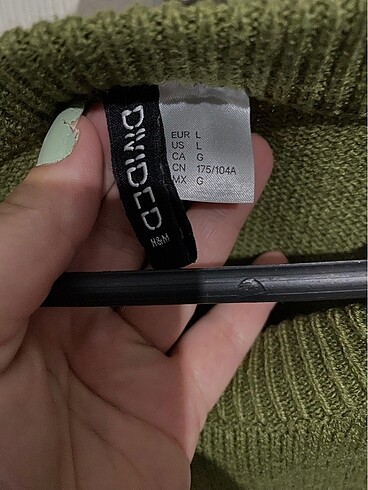 DIVIDED
H&M
EUR L
US L
CA G
CN 175/104A
MX G